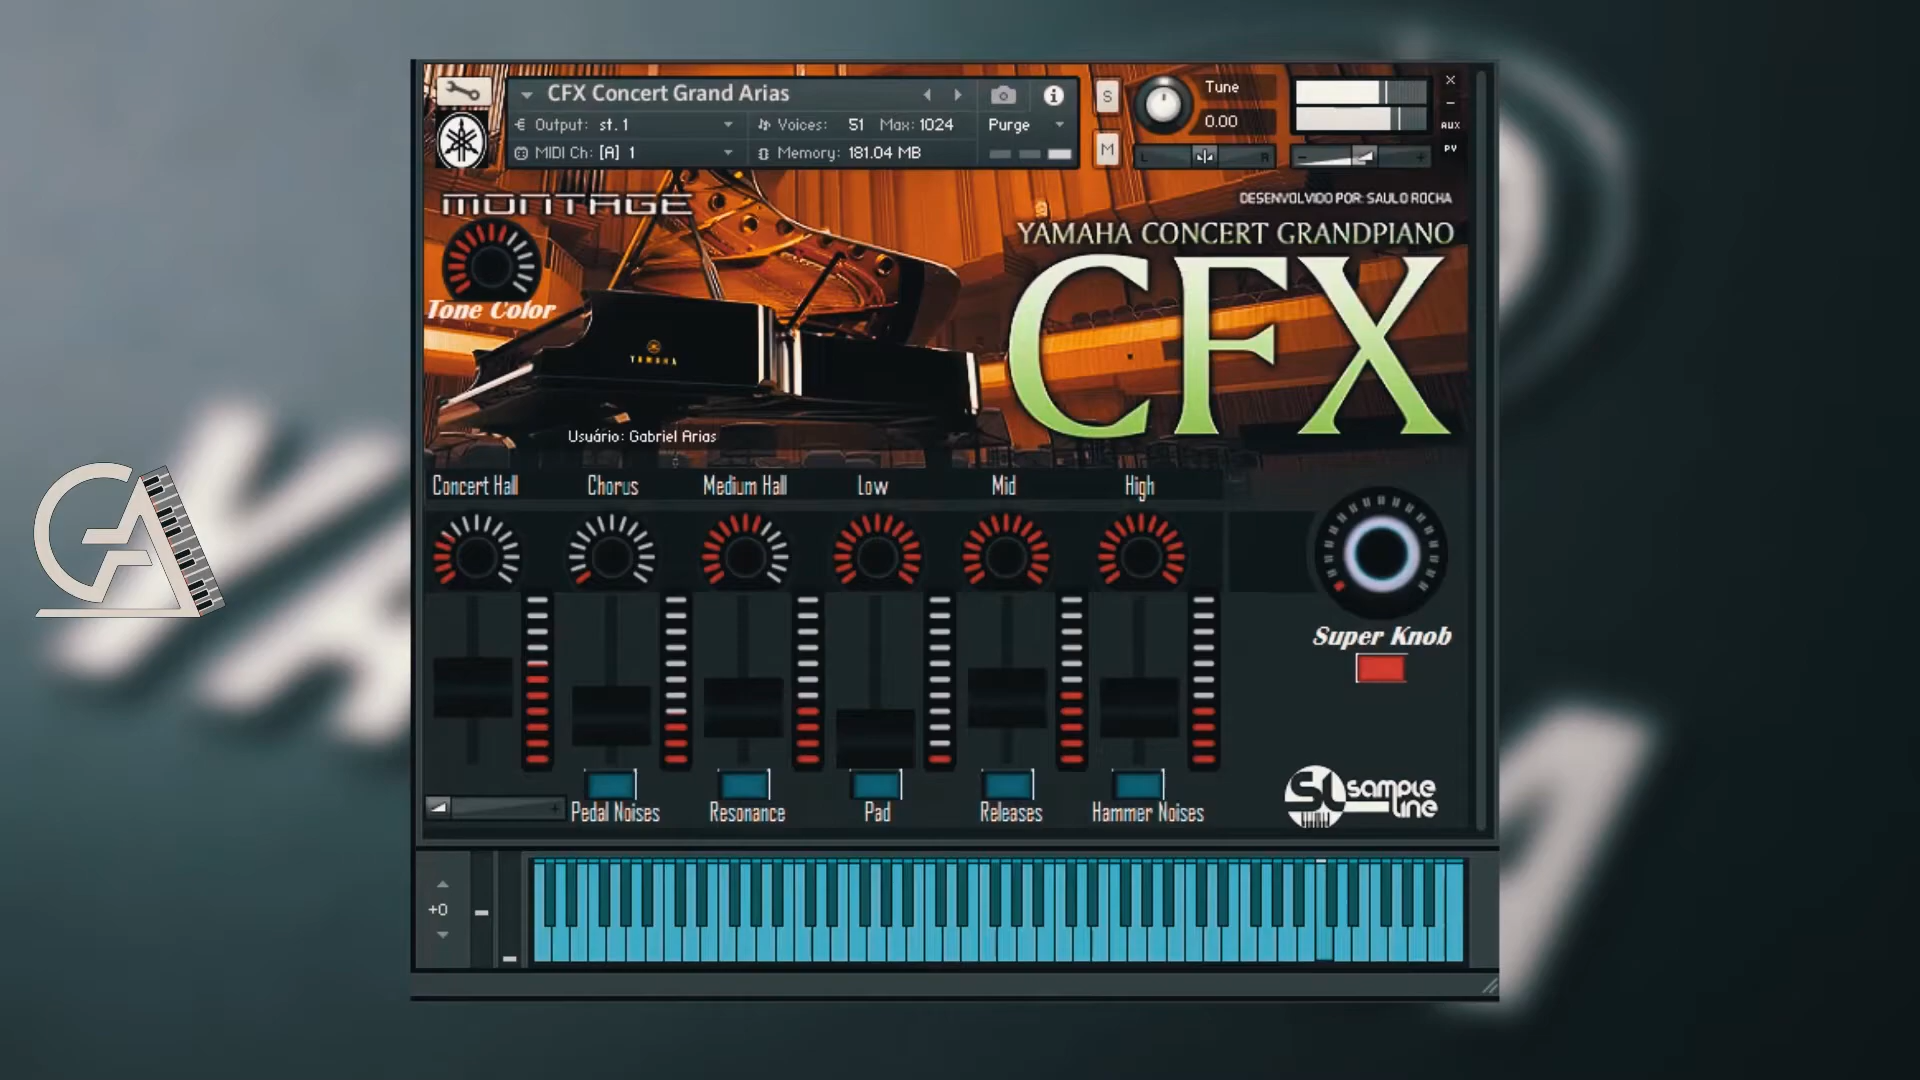 CFX Concert Grand Arias
Output: st.1
Voices: 51 Max: 1024
Purge
MIDI Ch: [A] 1
Memory: 181.04 MB
S
M
Tune
0.00
L
R
AUX
PV
MONTAGE
Tone Color
DESENVOLVIDO POR: SAULO ROCHA
YAMAHA CONCERT GRANDPIANO
CFX
YAMAHA
Usuário: Gabriel Arias
Concert Hall
Chorus
Medium Hall
Low
Mid
High
Super Knob
Pedal Noises
Resonance
Pad
Releases
Hammer Noises
SL sample line
+0
GA